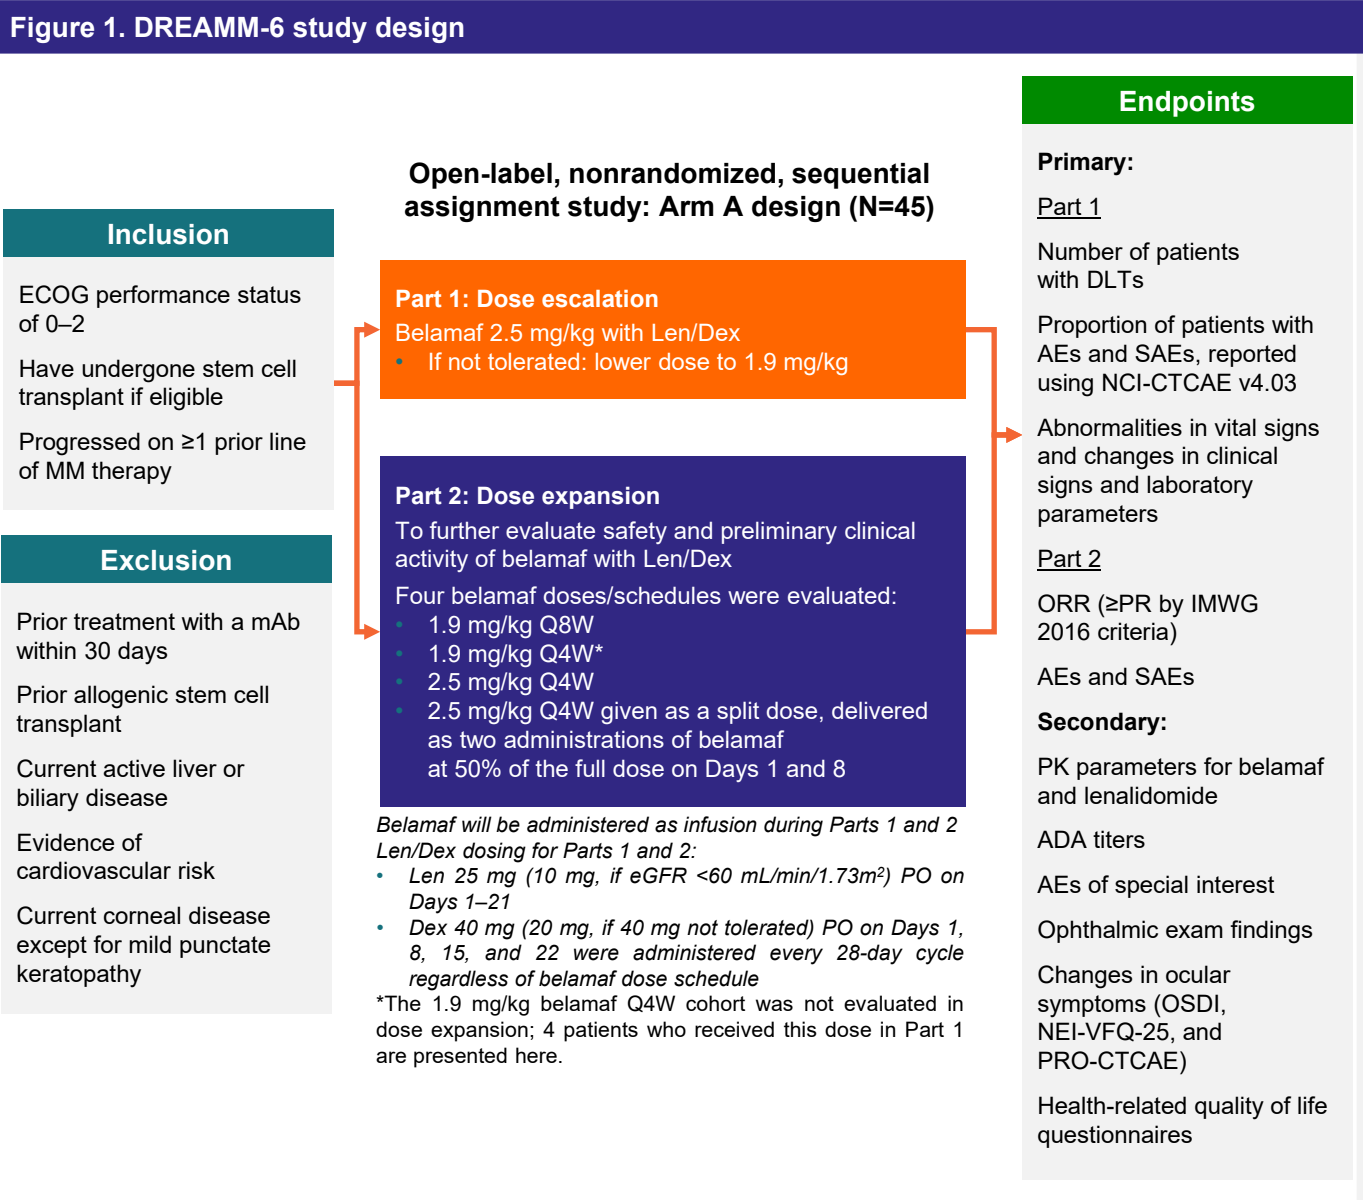 Figure 1. DREAMM-6 study design
Inclusion
ECOG performance status
of 0–2
Have undergone stem cell
transplant if eligible
Progressed on ≥1 prior line
of MM therapy
Exclusion
Prior treatment with a mAb
within 30 days
Prior allogenic stem cell
transplant
Current active liver or
biliary disease
Evidence of
cardiovascular risk
Current corneal disease
except for mild punctate
keratopathy
Open-label, nonrandomized, sequential
assignment study: Arm A design (N=45)
Part 1: Dose escalation
Belamaf 2.5 mg/kg with Len/Dex
• If not tolerated: lower dose to 1.9 mg/kg
Part 2: Dose expansion
To further evaluate safety and preliminary clinical
activity of belamaf with Len/Dex
Four belamaf doses/schedules were evaluated:
• 1.9 mg/kg Q8W
• 1.9 mg/kg Q4W*
• 2.5 mg/kg Q4W
• 2.5 mg/kg Q4W given as a split dose, delivered
as two administrations of belamaf
at 50% of the full dose on Days 1 and 8
Belamaf will be administered as infusion during Parts 1 and 2
Len/Dex dosing for Parts 1 and 2:
• Len 25 mg (10 mg, if eGFR <60 mL/min/1.73m²) PO on
Days 1–21
• Dex 40 mg (20 mg, if 40 mg not tolerated) PO on Days 1,
8, 15, and 22 were administered every 28-day cycle
regardless of belamaf dose schedule
*The 1.9 mg/kg belamaf Q4W cohort was not evaluated in
dose expansion; 4 patients who received this dose in Part 1
are presented here.
Endpoints
Primary:
Part 1
Number of patients
with DLTs
Proportion of patients with
AEs and SAEs, reported
using NCI-CTCAE v4.03
Abnormalities in vital signs
and changes in clinical
signs and laboratory
parameters
Part 2
ORR (≥PR by IMWG
2016 criteria)
AEs and SAEs
Secondary:
PK parameters for belamaf
and lenalidomide
ADA titers
AEs of special interest
Ophthalmic exam findings
Changes in ocular
symptoms (OSDI,
NEI-VFQ-25, and
PRO-CTCAE)
Health-related quality of life
questionnaires